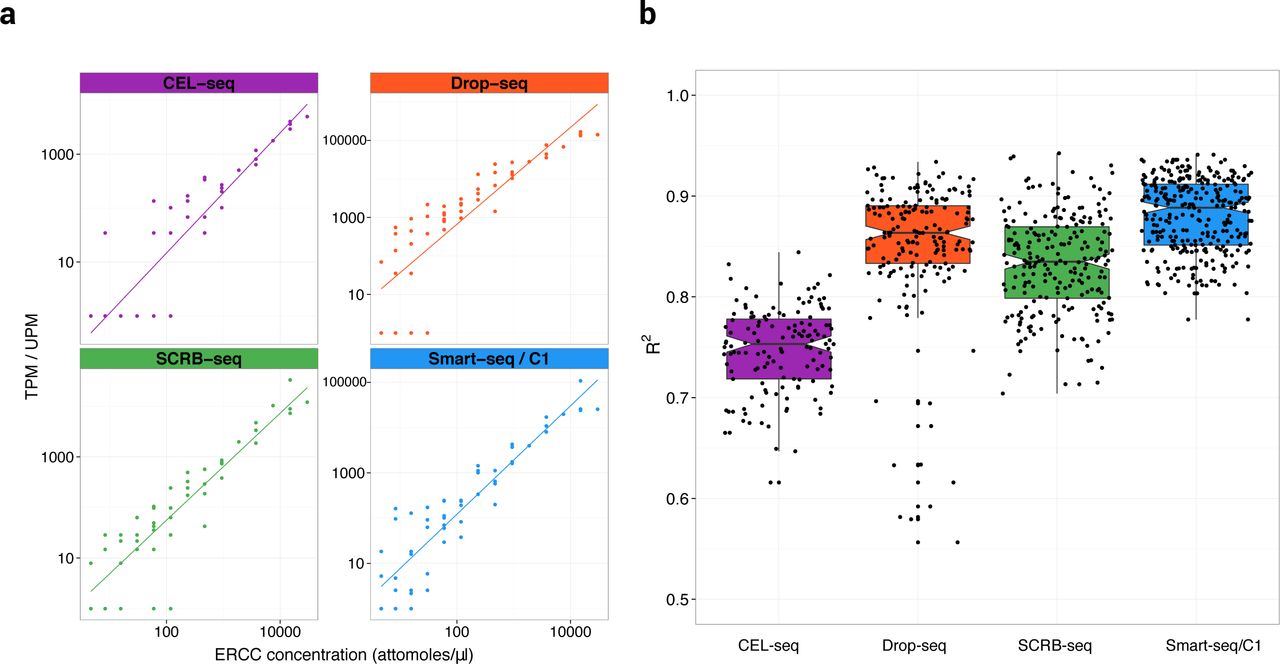 a
b
CEL−seq
Drop−seq
1000
10
100000
1000
10
SCRB−seq
Smart−seq / C1
1000
10
100000
1000
10
100
10000
100
10000
TPM / UPM
ERCC concentration (attomoles/µl)
1.0
0.9
0.8
0.7
0.6
0.5
R2
CEL-seq
Drop-seq
SCRB-seq
Smart-seq/C1